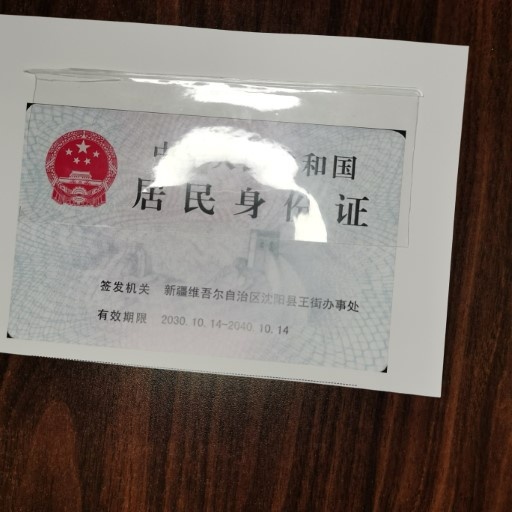 中 和国
居民身份证
签发机关 新疆维吾尔自治区沈阳县王街办事处
有效期限 2030.10.14-2040.10.14